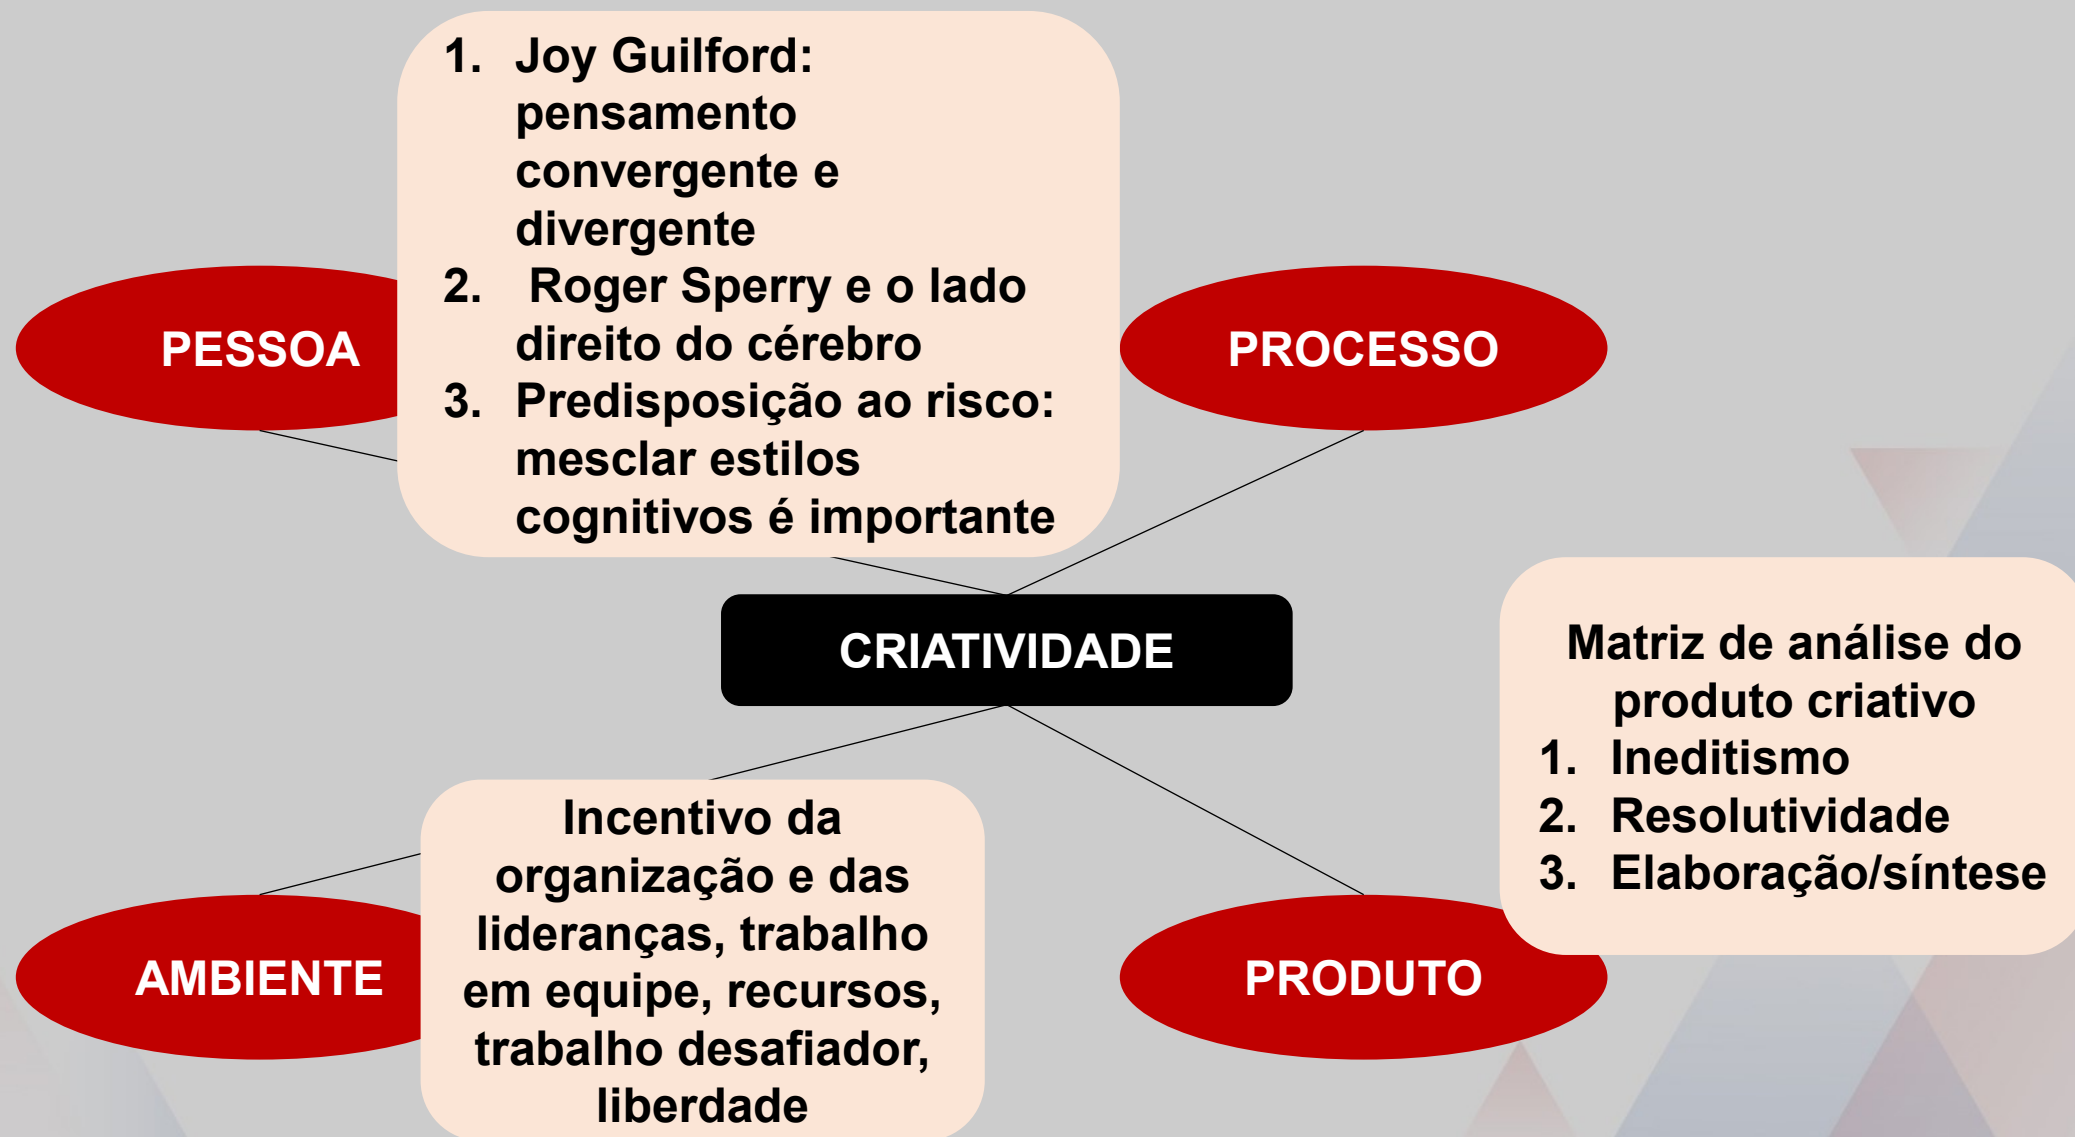 1. Joy Guilford:
pensamento
convergente e
divergente
2. Roger Sperry e o lado
direito do cérebro
3. Predisposição ao risco:
mesclar estilos
cognitivos é importante
PESSOA
PROCESSO
CRIATIVIDADE
Matriz de análise do
produto criativo
1. Ineditismo
2. Resolutividade
3. Elaboração/síntese
Incentivo da
organização e das
lideranças, trabalho
em equipe, recursos,
trabalho desafiador,
liberdade
AMBIENTE
PRODUTO